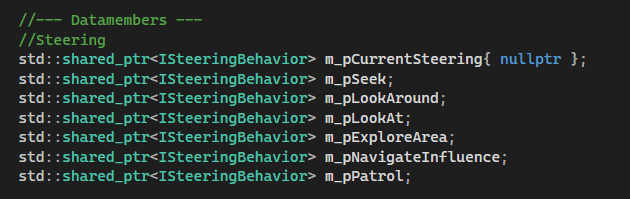 //--- Datamembers ---
//Steering
std::shared_ptr<ISteeringBehavior> m_pCurrentSteering{ nullptr };
std::shared_ptr<ISteeringBehavior> m_pSeek;
std::shared_ptr<ISteeringBehavior> m_pLookAround;
std::shared_ptr<ISteeringBehavior> m_pLookAt;
std::shared_ptr<ISteeringBehavior> m_pExploreArea;
std::shared_ptr<ISteeringBehavior> m_pNavigateInfluence;
std::shared_ptr<ISteeringBehavior> m_pPatrol;